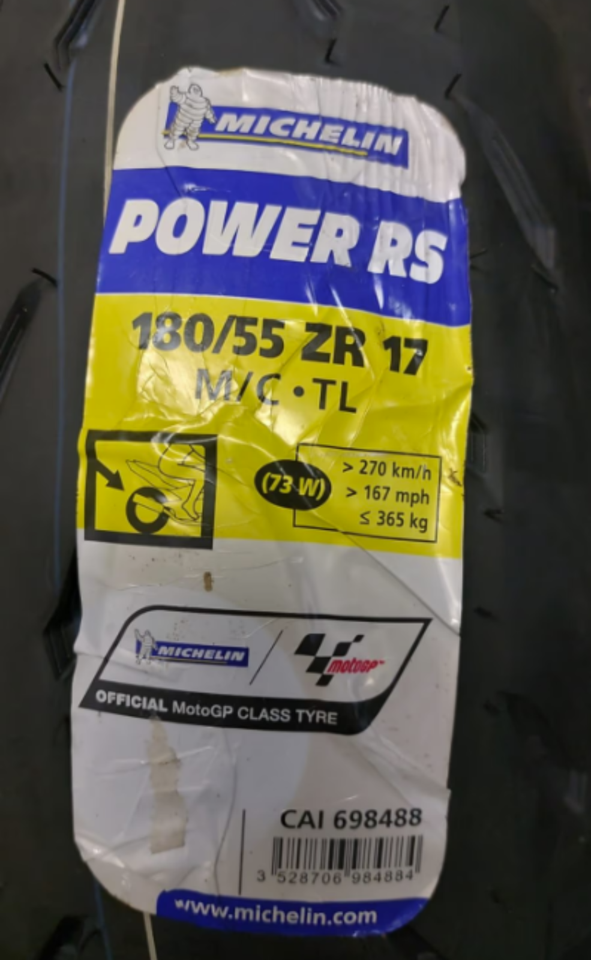 MICHELIN
POWER RS
180/55 ZR 17
M/C • TL
(73 W)
> 270 km/h
> 167 mph
≤ 365 kg
MICHELIN
motoGP™
OFFICIAL MotoGP CLASS TYRE
CAI 698488
3 528706 984884
www.michelin.com